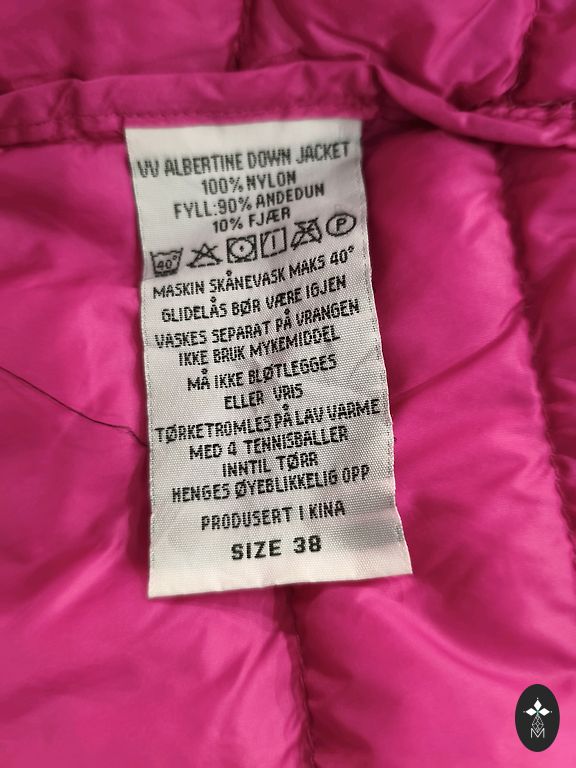 VV ALBERTINE DOWN JACKET
100% NYLON
FYLL:90% ANDEDUN
10% FJÆR
40° P
MASKIN SKÅNEVASK MAKS 40°
GLIDELÅS BØR VÆRE IGJEN
VASKES SEPARAT PÅ VRANGEN
IKKE BRUK MYKEMIDDEL
MÅ IKKE BLØTLEGGES
ELLER VRIS
TØRKETROMLES PÅ LAV VARME
MED 4 TENNISBALLER
INNTIL TØRR
HENGES ØYEBLIKKELIG OPP
PRODUSERT I KINA
SIZE 38
M